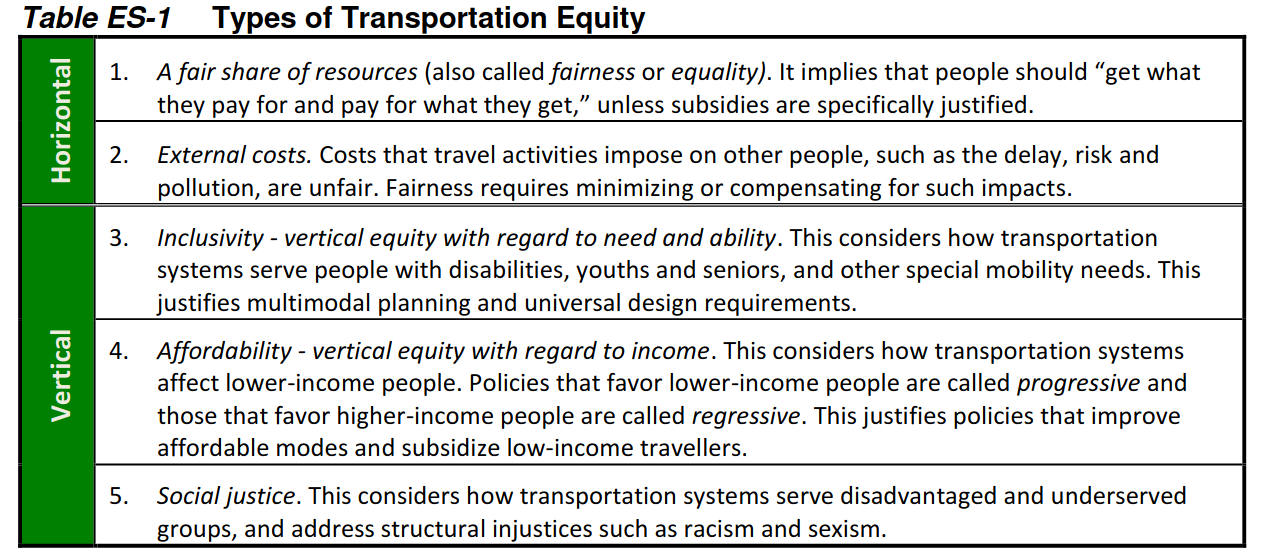 Table ES-1 Types of Transportation Equity
Horizontal
1. A fair share of resources (also called fairness or equality). It implies that people should “get what
they pay for and pay for what they get,” unless subsidies are specifically justified.
2. External costs. Costs that travel activities impose on other people, such as the delay, risk and
pollution, are unfair. Fairness requires minimizing or compensating for such impacts.
Vertical
3. Inclusivity - vertical equity with regard to need and ability. This considers how transportation
systems serve people with disabilities, youths and seniors, and other special mobility needs. This
justifies multimodal planning and universal design requirements.
4. Affordability - vertical equity with regard to income. This considers how transportation systems
affect lower-income people. Policies that favor lower-income people are called progressive and
those that favor higher-income people are called regressive. This justifies policies that improve
affordable modes and subsidize low-income travellers.
5. Social justice. This considers how transportation systems serve disadvantaged and underserved
groups, and address structural injustices such as racism and sexism.